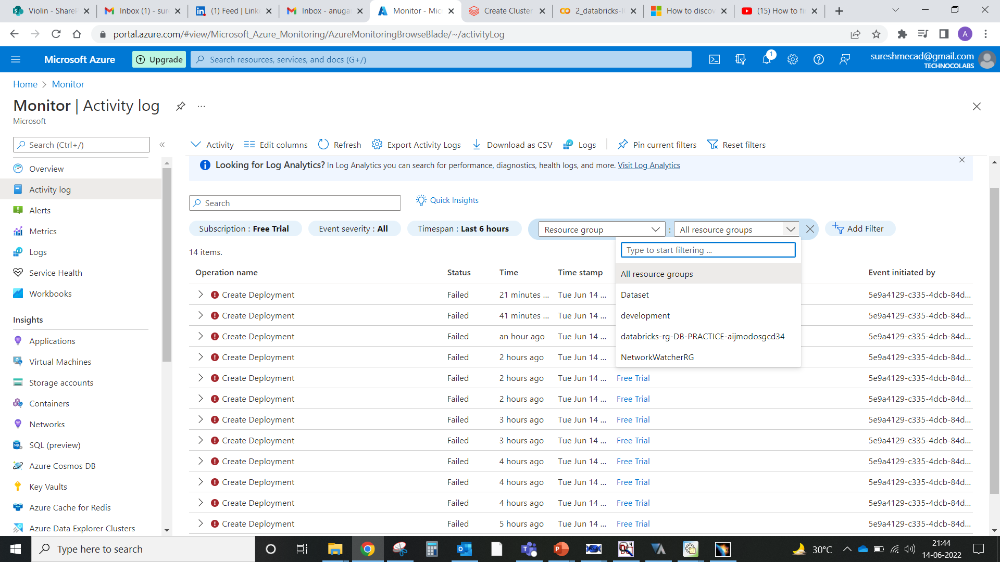 Violin - ShareP
Inbox (1) - sure
(1) Feed | Linke
Inbox - anugan
Monitor - Micr
Create Cluster
2_databricks-I
How to discov
(15) How to fin
portal.azure.com/#view/Microsoft_Azure_Monitoring/AzureMonitoringBrowseBlade/~/activityLog
A
Microsoft Azure
Upgrade
Search resources, services, and docs (G+/)
1
sureshmecad@gmail.com
TECHNOCOLABS
Home > Monitor
Monitor | Activity log
...
Microsoft
Search (Ctrl+/)
Overview
Activity log
Alerts
Metrics
Logs
Service Health
Workbooks
Insights
Applications
Virtual Machines
Storage accounts
Containers
Networks
SQL (preview)
Azure Cosmos DB
Key Vaults
Azure Cache for Redis
Azure Data Explorer Clusters
Activity Edit columns Refresh Export Activity Logs Download as CSV Logs Pin current filters Reset filters
Looking for Log Analytics? In Log Analytics you can search for performance, diagnostics, health logs, and more. Visit Log Analytics
Search
Quick Insights
Subscription : Free Trial Event severity : All Timespan : Last 6 hours Resource group : All resource groups Add Filter
Type to start filtering ...
All resource groups
Dataset
development
databricks-rg-DB-PRACTICE-aijmodosgcd34
NetworkWatcherRG
14 items.
Operation name Status Time Time stamp Event initiated by
Create Deployment Failed 21 minutes ... Tue Jun 14 ... 5e9a4129-c335-4dcb-84d...
Create Deployment Failed 41 minutes ... Tue Jun 14 ... 5e9a4129-c335-4dcb-84d...
Create Deployment Failed an hour ago Tue Jun 14 ... 5e9a4129-c335-4dcb-84d...
Create Deployment Failed 2 hours ago Tue Jun 14 ... 5e9a4129-c335-4dcb-84d...
Create Deployment Failed 2 hours ago Tue Jun 14 ... Free Trial 5e9a4129-c335-4dcb-84d...
Create Deployment Failed 2 hours ago Tue Jun 14 ... Free Trial 5e9a4129-c335-4dcb-84d...
Create Deployment Failed 3 hours ago Tue Jun 14 ... Free Trial 5e9a4129-c335-4dcb-84d...
Create Deployment Failed 3 hours ago Tue Jun 14 ... Free Trial 5e9a4129-c335-4dcb-84d...
Create Deployment Failed 4 hours ago Tue Jun 14 ... Free Trial 5e9a4129-c335-4dcb-84d...
Create Deployment Failed 4 hours ago Tue Jun 14 ... Free Trial 5e9a4129-c335-4dcb-84d...
Create Deployment Failed 4 hours ago Tue Jun 14 ... Free Trial 5e9a4129-c335-4dcb-84d...
Create Deployment Failed 5 hours ago Tue Jun 14 ... Free Trial 5e9a4129-c335-4dcb-84d...
Type here to search
30°C
21:44
14-06-2022